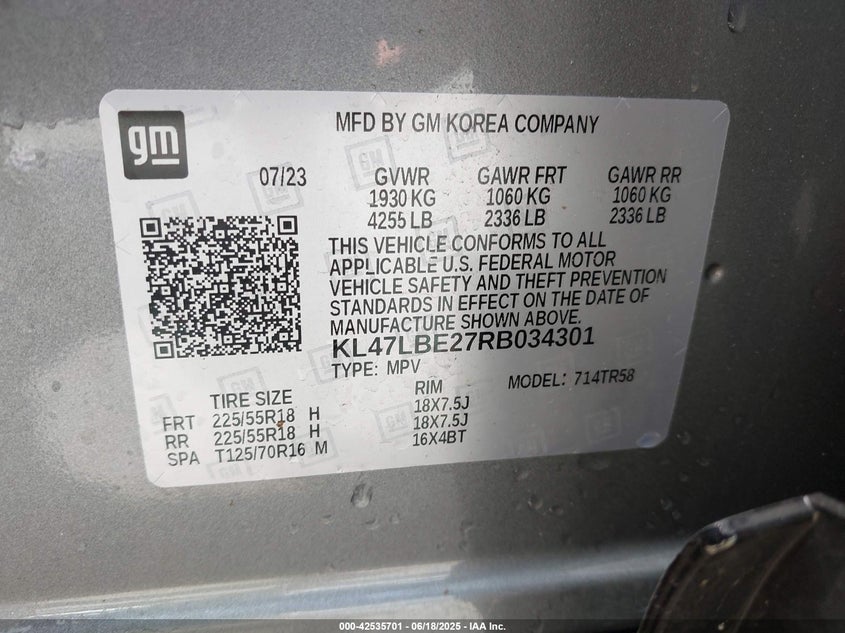 gm
MFD BY GM KOREA COMPANY
07/23
GVWR GAWR FRT GAWR RR
1930 KG 1060 KG 1060 KG
4255 LB 2336 LB 2336 LB
THIS VEHICLE CONFORMS TO ALL
APPLICABLE U.S. FEDERAL MOTOR
VEHICLE SAFETY AND THEFT PREVENTION
STANDARDS IN EFFECT ON THE DATE OF
MANUFACTURE SHOWN ABOVE.
KL47LBE27RB034301
TYPE: MPV MODEL: 714TR58
TIRE SIZE RIM
FRT 225/55R18 H 18X7.5J
RR 225/55R18 H 18X7.5J
SPA T125/70R16 M 16X4BT
000-42535701 - 06/18/2025 - IAA Inc.